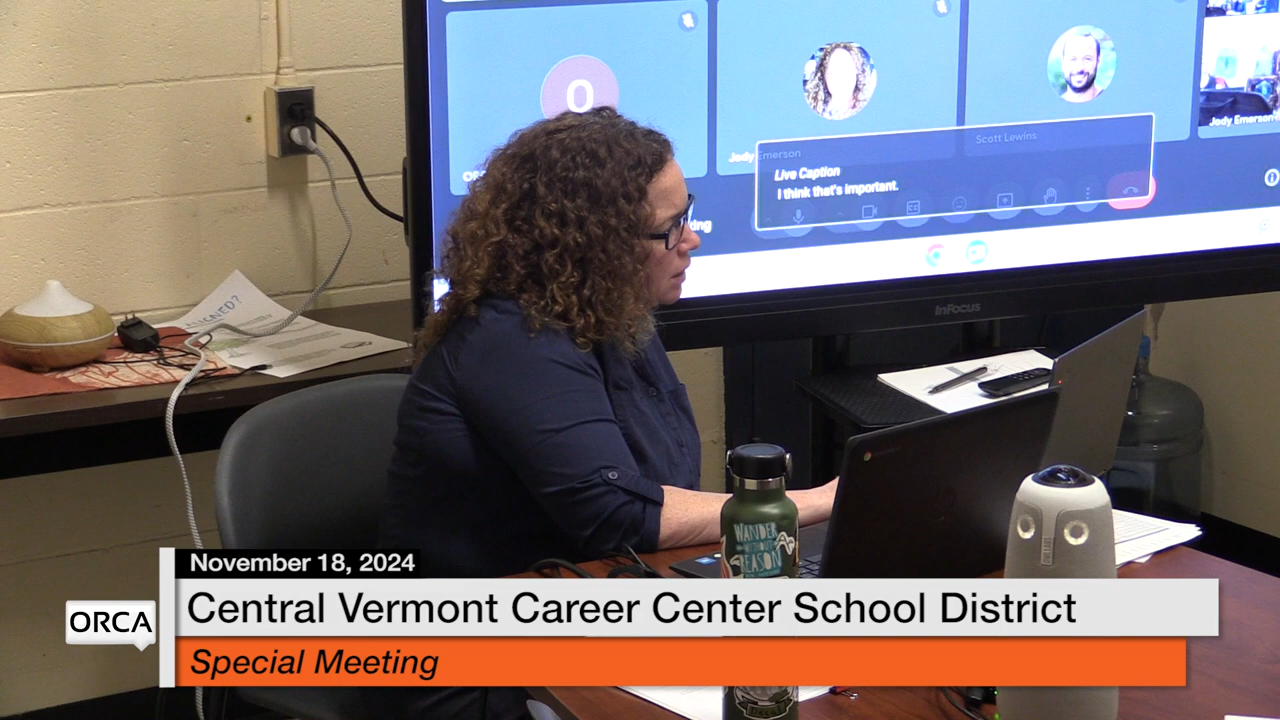 O
Jody Emerson
Scott Lewins
Jody Emerson
Live Caption
I think that's important.
InFocus
WANDER
WITHOUT
REASON
November 18, 2024
ORCA
Central Vermont Career Center School District
Special Meeting